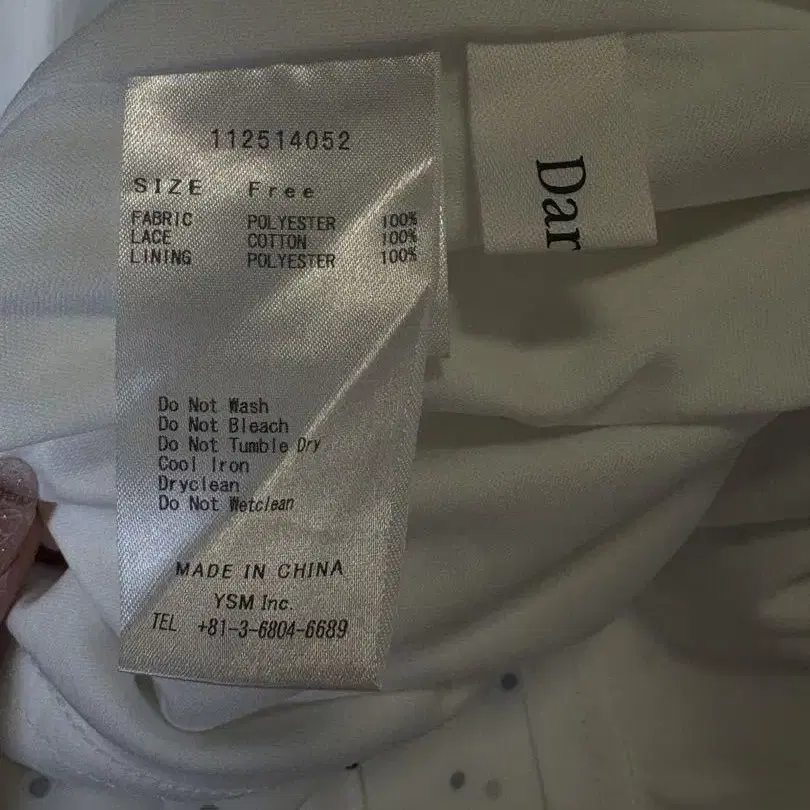 112514052
SIZE Free
FABRIC POLYESTER 100%
LACE COTTON 100%
LINING POLYESTER 100%
Do Not Wash
Do Not Bleach
Do Not Tumble Dry
Cool Iron
Dryclean
Do Not Wetclean
MADE IN CHINA
YSM Inc.
TEL +81-3-6804-6689
Dar